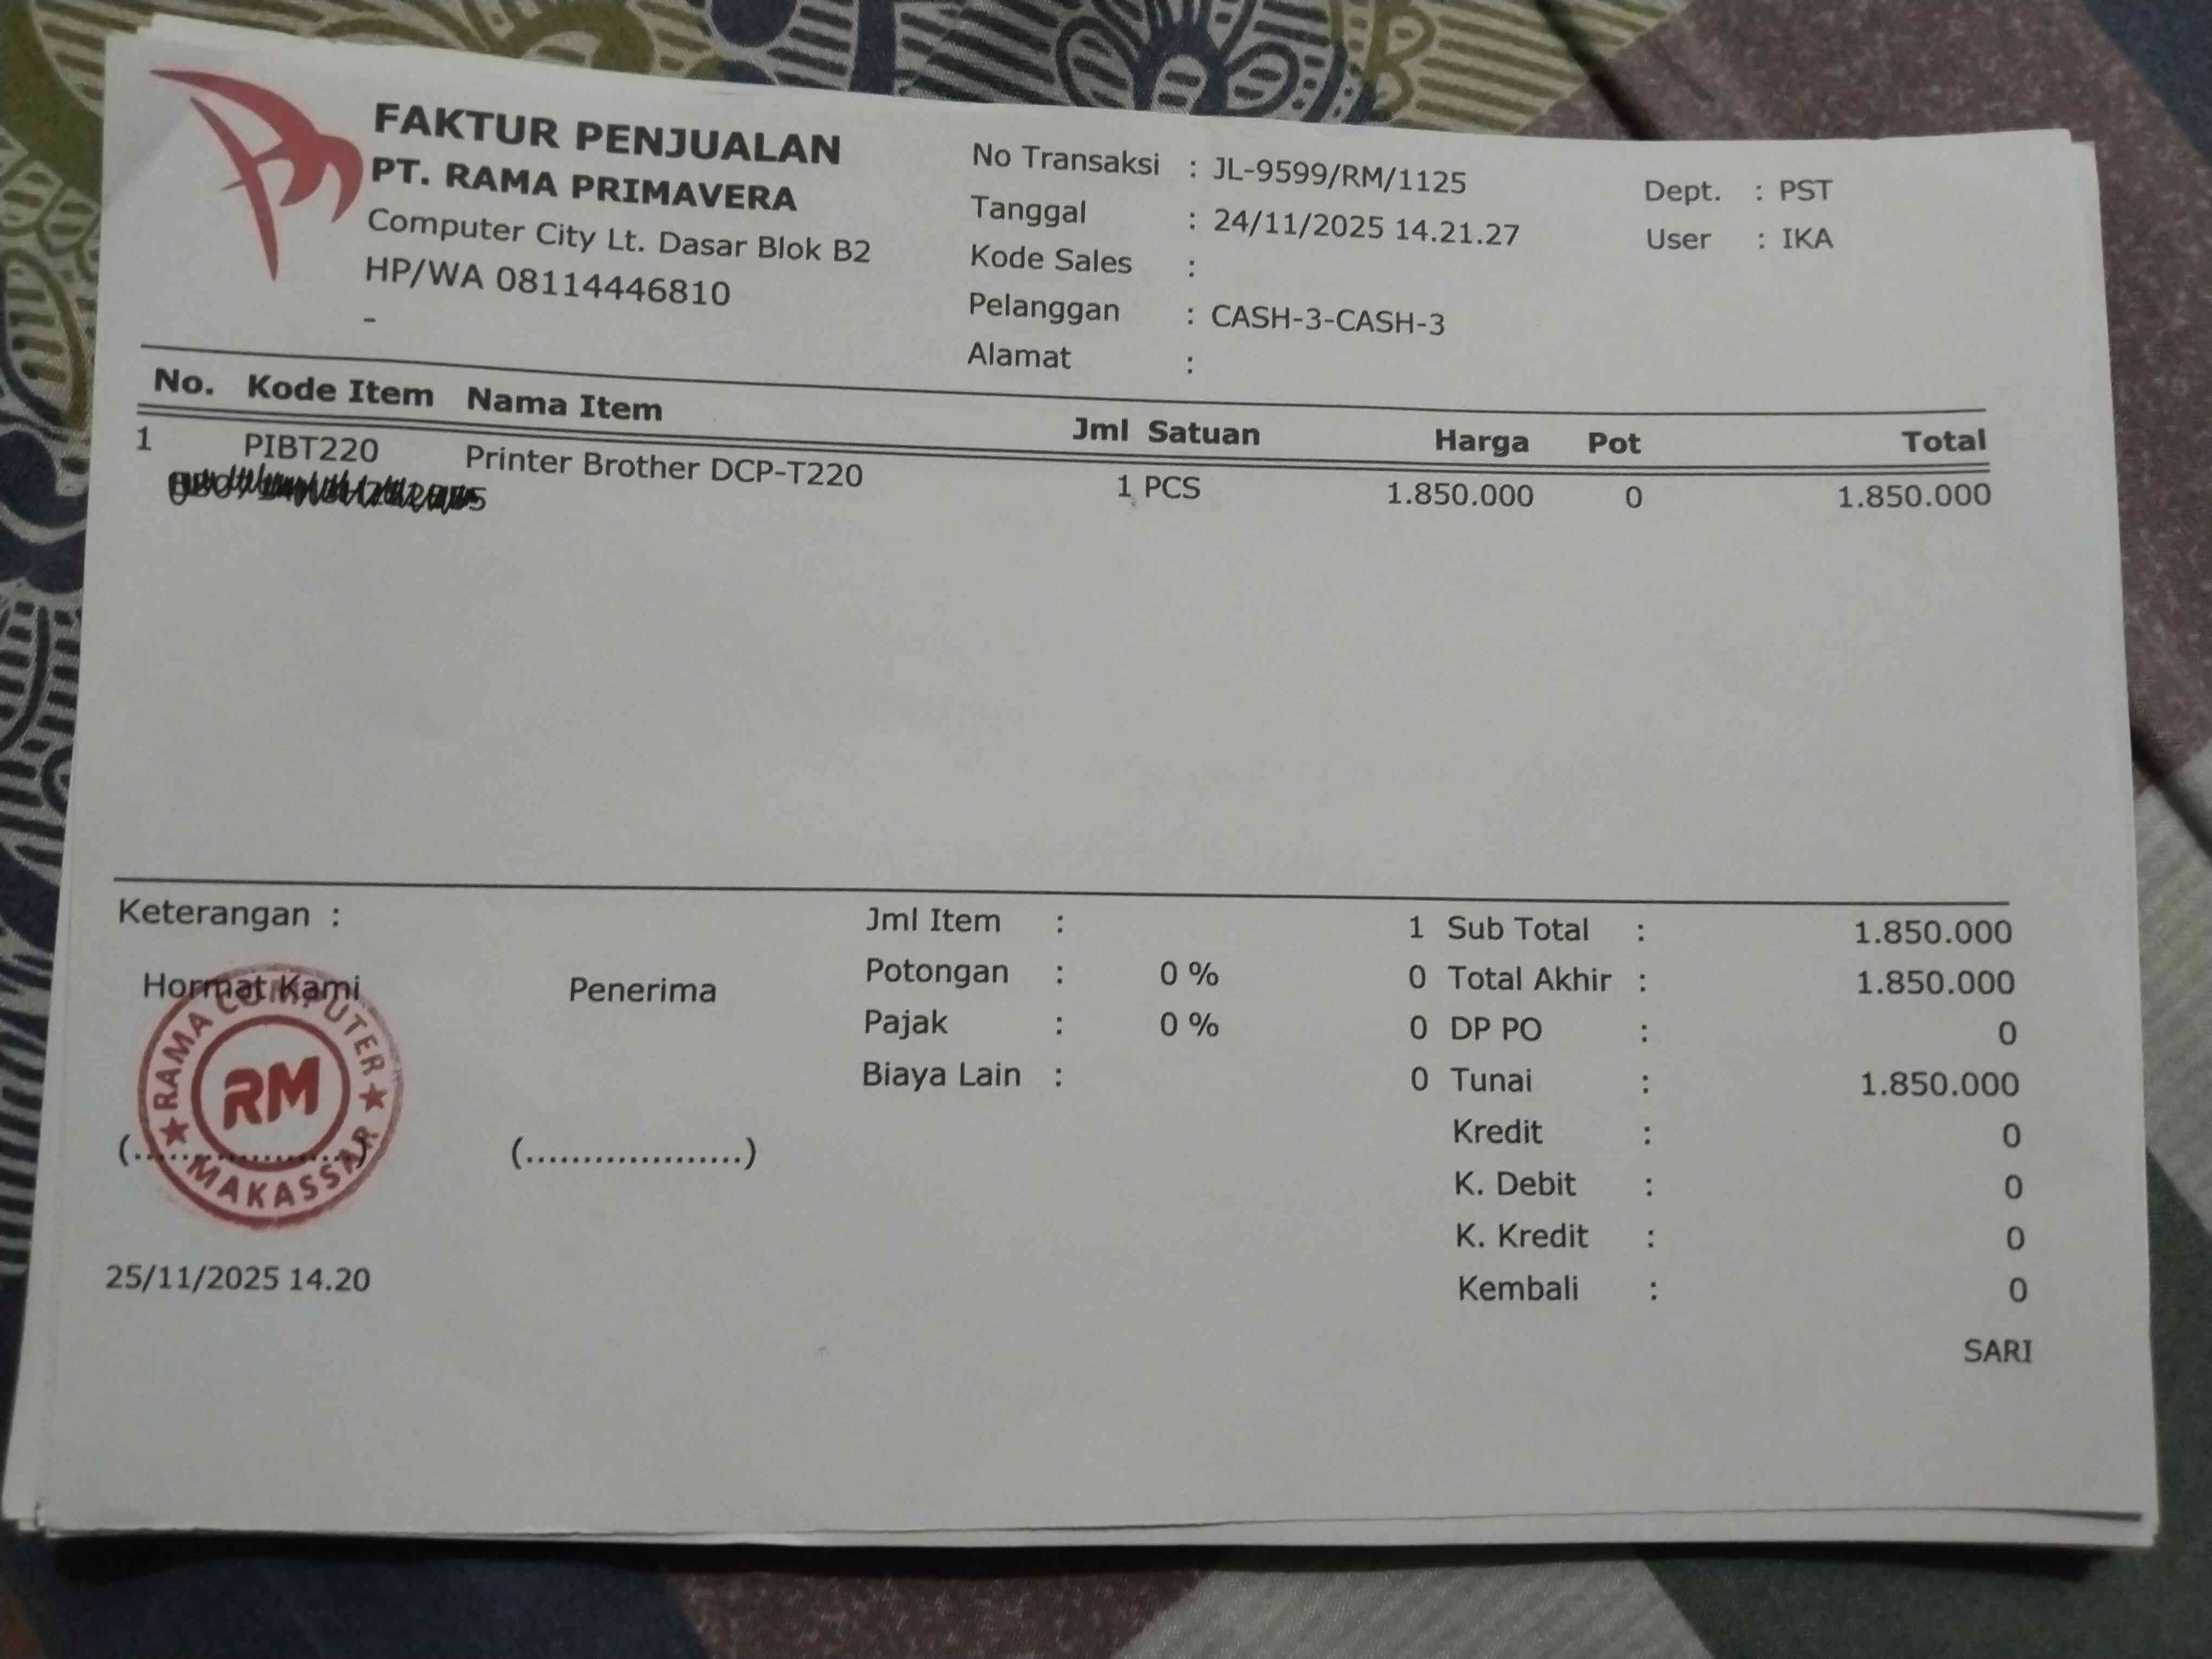 FAKTUR PENJUALAN
PT. RAMA PRIMAVERA
Computer City Lt. Dasar Blok B2
HP/WA 08114446810
-
No Transaksi : JL-9599/RM/1125
Tanggal : 24/11/2025 14.21.27
Kode Sales :
Pelanggan : CASH-3-CASH-3
Alamat :
Dept. : PST
User : IKA
No. Kode Item Nama Item Jml Satuan Harga Pot Total
1 PIBT220 Printer Brother DCP-T220 1 PCS 1.850.000 0 1.850.000
Keterangan :
Hormat Kami
Penerima
RAMA COMPUTER
RM
MAKASSAR
(...................) (...................)
25/11/2025 14.20
Jml Item : 1
Potongan : 0 % 0
Pajak : 0 % 0
Biaya Lain : 0
Sub Total : 1.850.000
Total Akhir : 1.850.000
DP PO : 0
Tunai : 1.850.000
Kredit : 0
K. Debit : 0
K. Kredit : 0
Kembali : 0
SARI